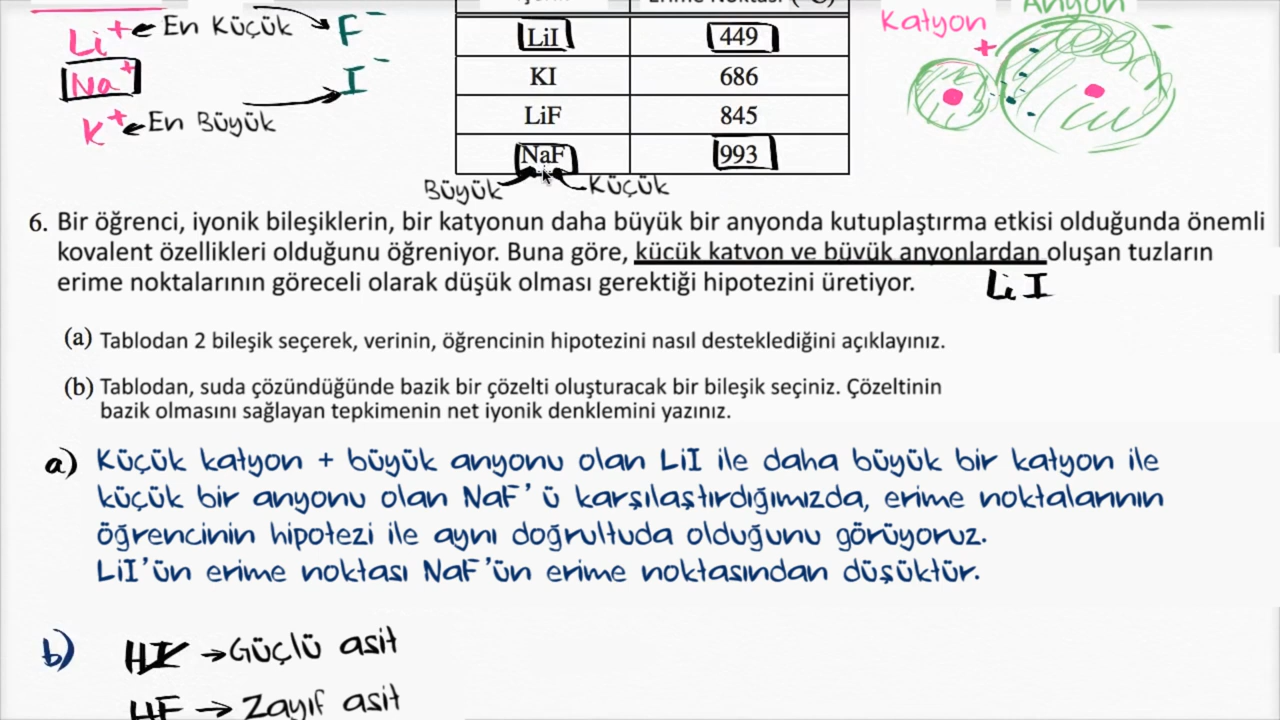 Li+ En Küçük F-
Na+ I-
K+ En Büyük
Katyon + Anyon -
LiI 449
KI 686
LiF 845
NaF 993
Büyük Küçük
6. Bir öğrenci, iyonik bileşiklerin, bir katyonun daha büyük bir anyonda kutuplaştırma etkisi olduğunda önemli
kovalent özellikleri olduğunu öğreniyor. Buna göre, küçük katyon ve büyük anyonlardan oluşan tuzların
erime noktalarının göreceli olarak düşük olması gerektiği hipotezini üretiyor.
LiI
(a) Tablodan 2 bileşik seçerek, verinin, öğrencinin hipotezini nasıl desteklediğini açıklayınız.
(b) Tablodan, suda çözündüğünde bazik bir çözelti oluşturacak bir bileşik seçiniz. Çözeltinin
bazik olmasını sağlayan tepkimenin net iyonik denklemini yazınız.
a) Küçük katyon + büyük anyonu olan LiI ile daha büyük bir katyon ile
küçük bir anyonu olan NaF'ü karşılaştırdığımızda, erime noktalarının
öğrencinin hipotezi ile aynı doğrultuda olduğunu görüyoruz.
LiI'ün erime noktası NaF'ün erime noktasından düşüktür.
b) HI → Güçlü asit
HF → Zayıf asit